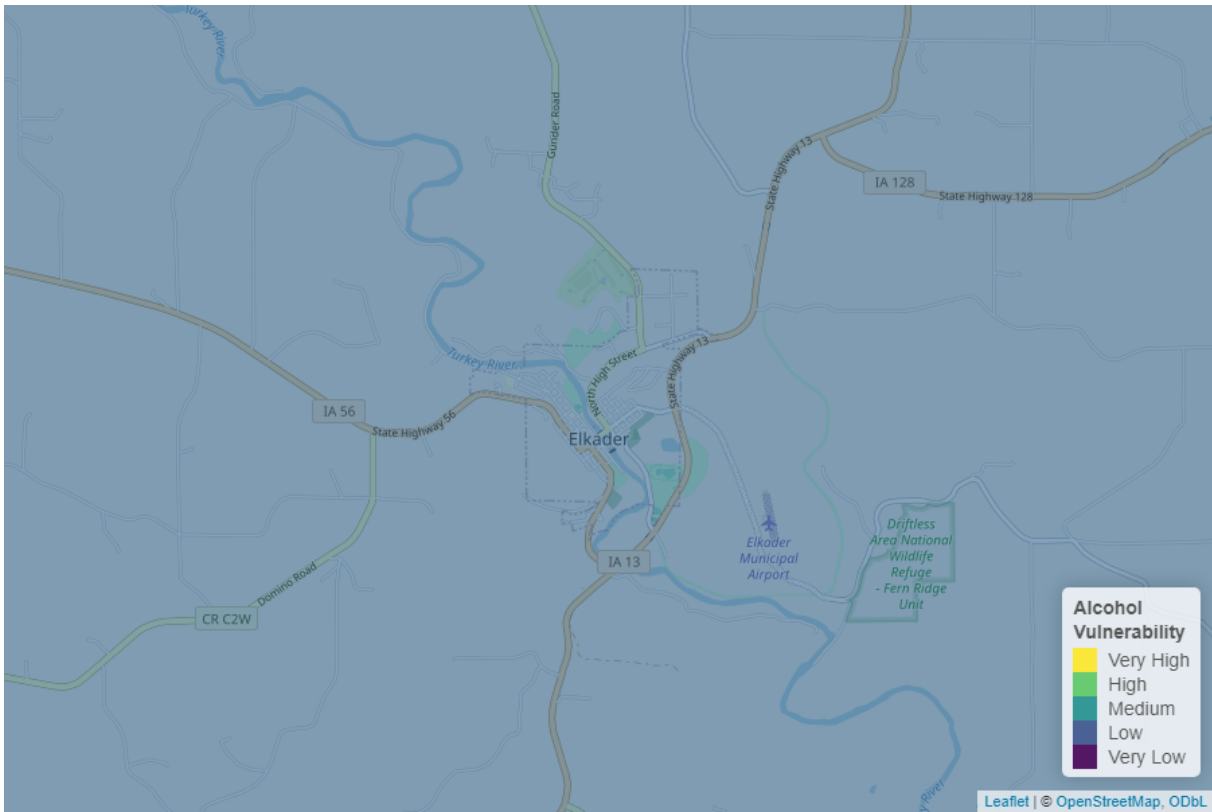 Turkey River
Gunder Road
State Highway 13
IA 128
State Highway 128
Turkey River
North High Street
State Highway 13
IA 56
State Highway 56
Elkader
Elkader
Municipal
Airport
Driftless
Area National
Wildlife
Refuge
- Fern Ridge
Unit
IA 13
Domino Road
CR C2W
Alcohol
Vulnerability
Very High
High
Medium
Low
Very Low
River
Leaflet | © OpenStreetMap, ODbL